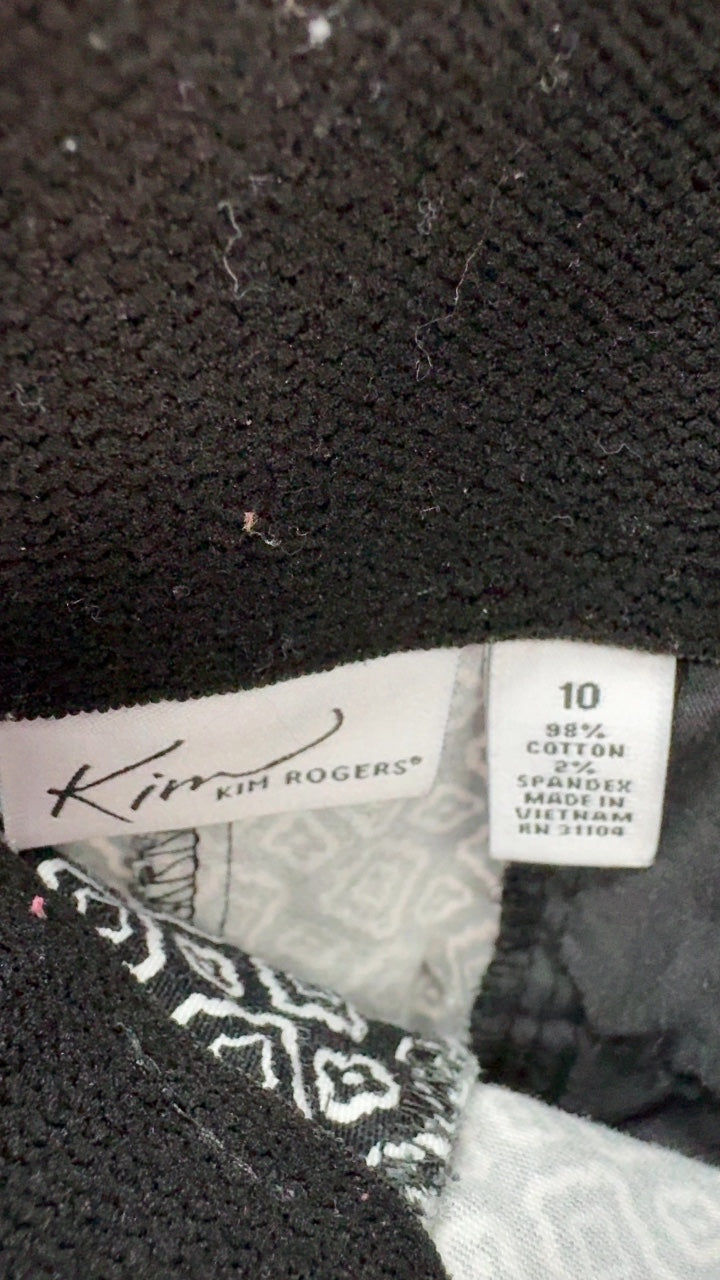 Kim
KIM ROGERS®
10
98%
COTTON
2%
SPANDEX
MADE IN
VIETNAM
RN 31104